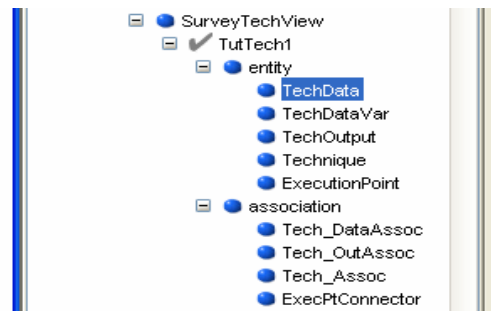 SurveyTechView
TutTech1
entity
TechData
TechDataVar
TechOutput
Technique
ExecutionPoint
association
Tech_DataAssoc
Tech_OutAssoc
Tech_Assoc
ExecPtConnector